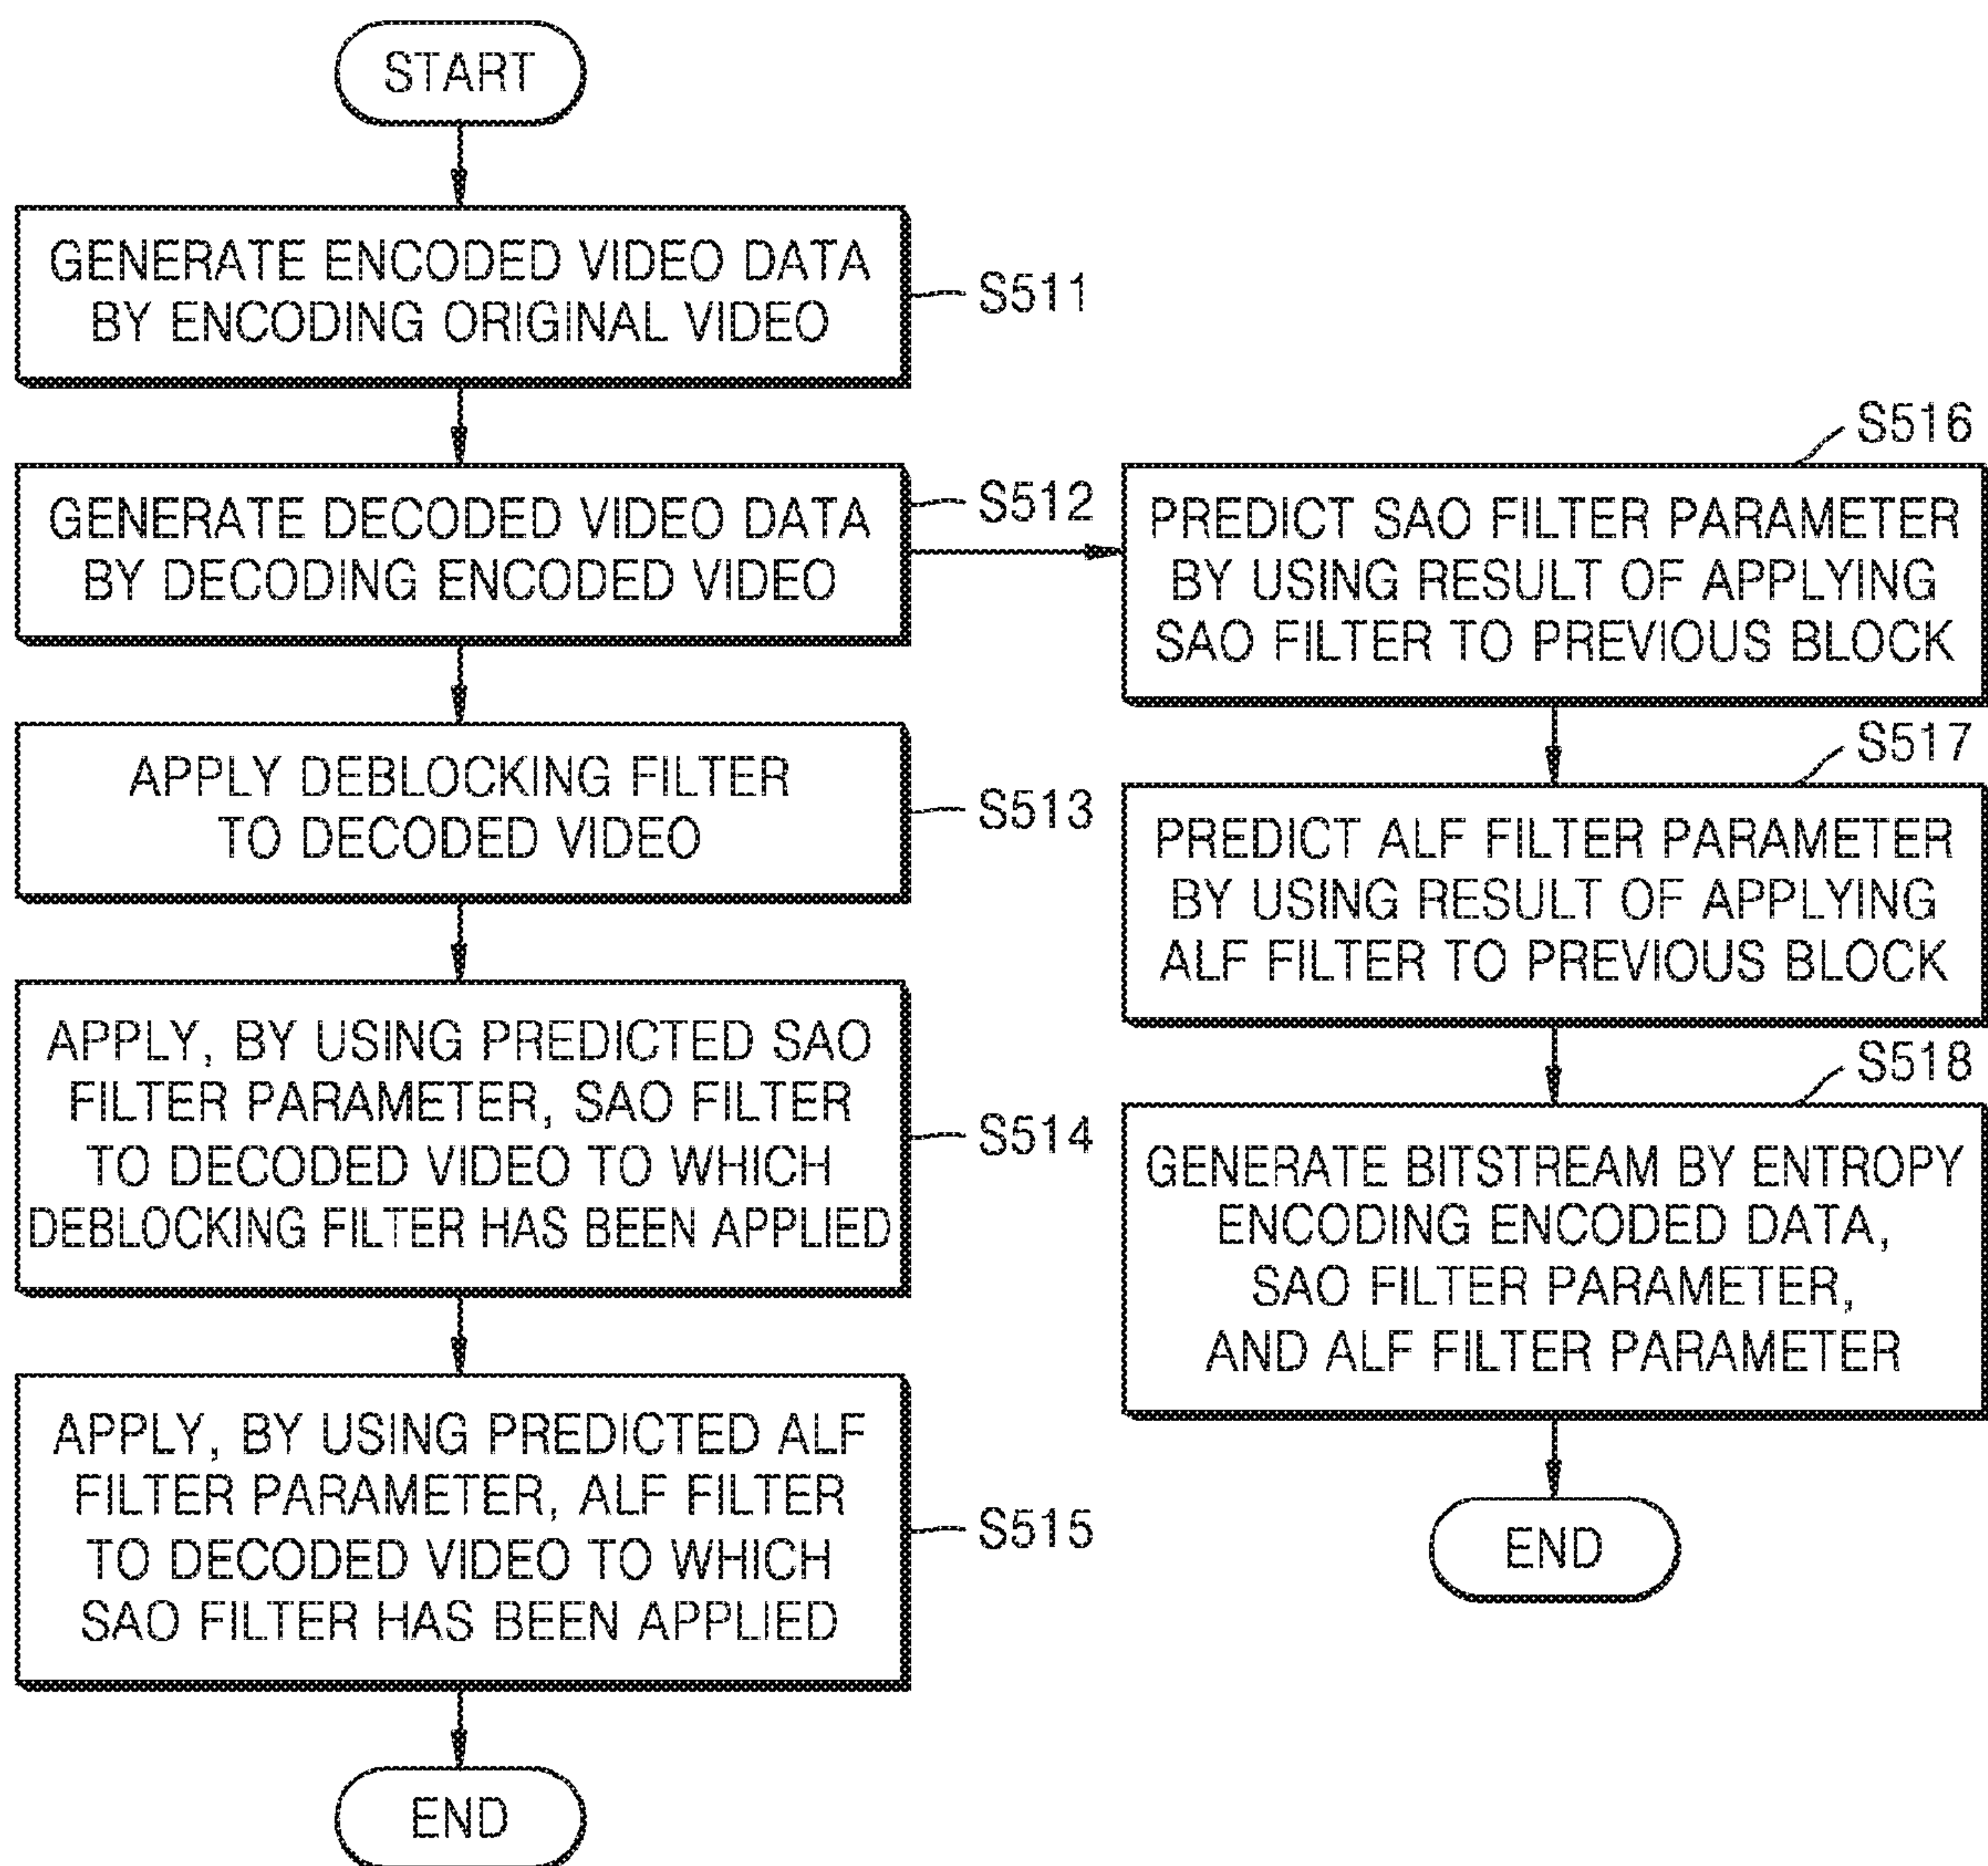 START
GENERATE ENCODED VIDEO DATA
BY ENCODING ORIGINAL VIDEO
S511
GENERATE DECODED VIDEO DATA
BY DECODING ENCODED VIDEO
S512
APPLY DEBLOCKING FILTER
TO DECODED VIDEO
S513
APPLY, BY USING PREDICTED SAO
FILTER PARAMETER, SAO FILTER
TO DECODED VIDEO TO WHICH
DEBLOCKING FILTER HAS BEEN APPLIED
S514
APPLY, BY USING PREDICTED ALF
FILTER PARAMETER, ALF FILTER
TO DECODED VIDEO TO WHICH
SAO FILTER HAS BEEN APPLIED
S515
END
S516
PREDICT SAO FILTER PARAMETER
BY USING RESULT OF APPLYING
SAO FILTER TO PREVIOUS BLOCK
S517
PREDICT ALF FILTER PARAMETER
BY USING RESULT OF APPLYING
ALF FILTER TO PREVIOUS BLOCK
S518
GENERATE BITSTREAM BY ENTROPY
ENCODING ENCODED DATA,
SAO FILTER PARAMETER,
AND ALF FILTER PARAMETER
END